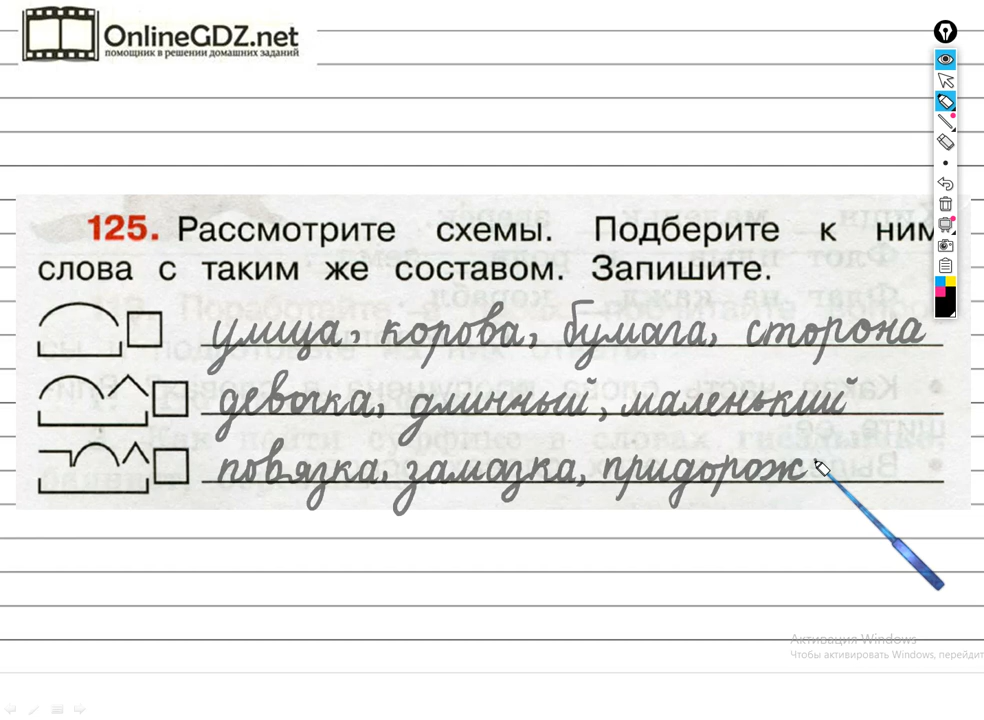 OnlineGDZ.net
помощник в решении домашних заданий
125. Рассмотрите схемы. Подберите к ним
слова с таким же составом. Запишите.
улица, корова, бумага, сторона
девочка, длинный, маленький
повязка, замазка, придорож
Активация Windows
Чтобы активировать Windows, перейдит